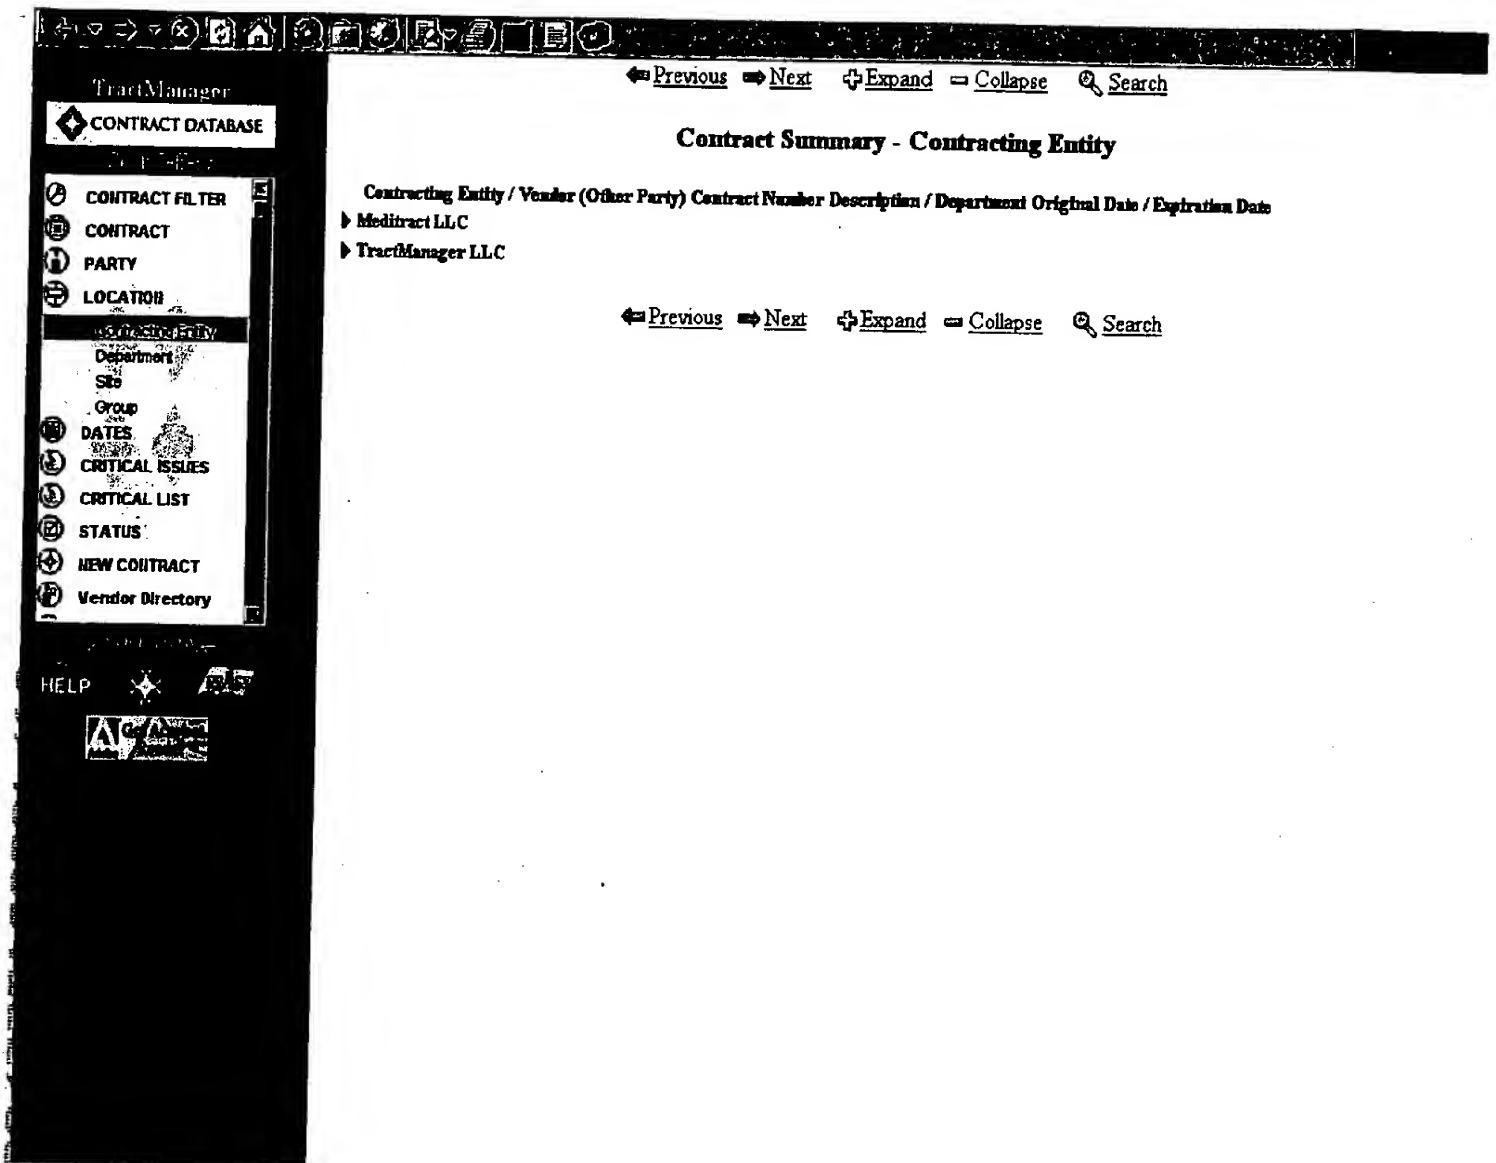 TractManager
CONTRACT DATABASE
CONTRACT FILTER
CONTRACT
PARTY
LOCATION
Contracting Entity
Department
Site
Group
DATES
CRITICAL ISSUES
CRITICAL LIST
STATUS
NEW CONTRACT
Vendor Directory
HELP
Previous Next Expand Collapse Search
Contract Summary - Contracting Entity
Contracting Entity / Vendor (Other Party) Contract Number Description / Department Original Date / Expiration Date
Meditract LLC
TractManager LLC
Previous Next Expand Collapse Search